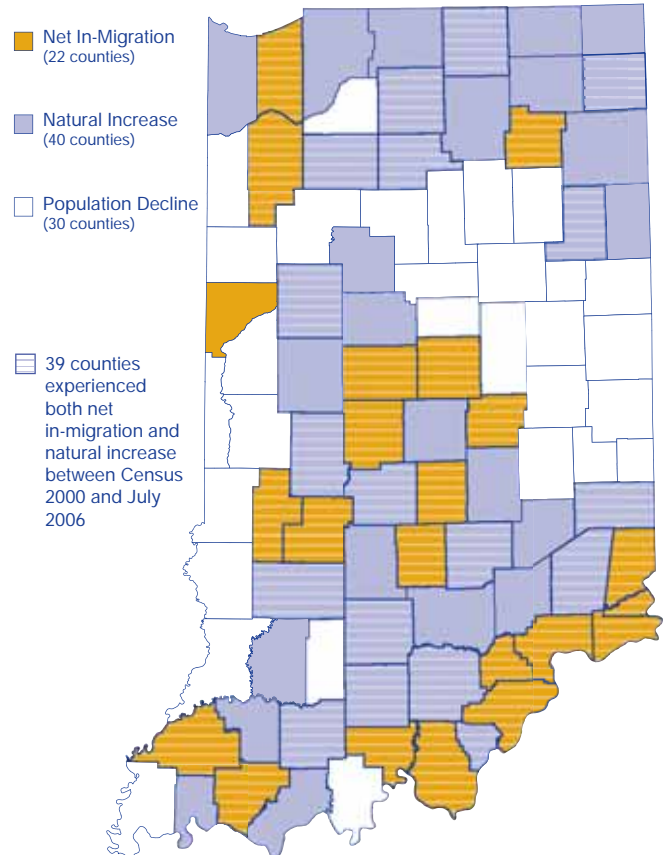 Net In-Migration
(22 counties)
Natural Increase
(40 counties)
Population Decline
(30 counties)
39 counties
experienced
both net
in-migration and
natural increase
between Census
2000 and July
2006